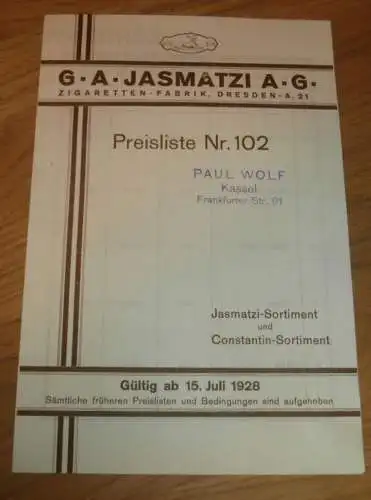 G·A·JASMATZI A·G·
ZIGARETTEN-FABRIK, DRESDEN-A. 21
Preisliste Nr. 102
PAUL WOLF
Kassel
Frankfurter Str. 91
Jasmatzi-Sortiment
und
Constantin-Sortiment
Gültig ab 15. Juli 1928
Sämtliche früheren Preislisten und Bedingungen sind aufgehoben